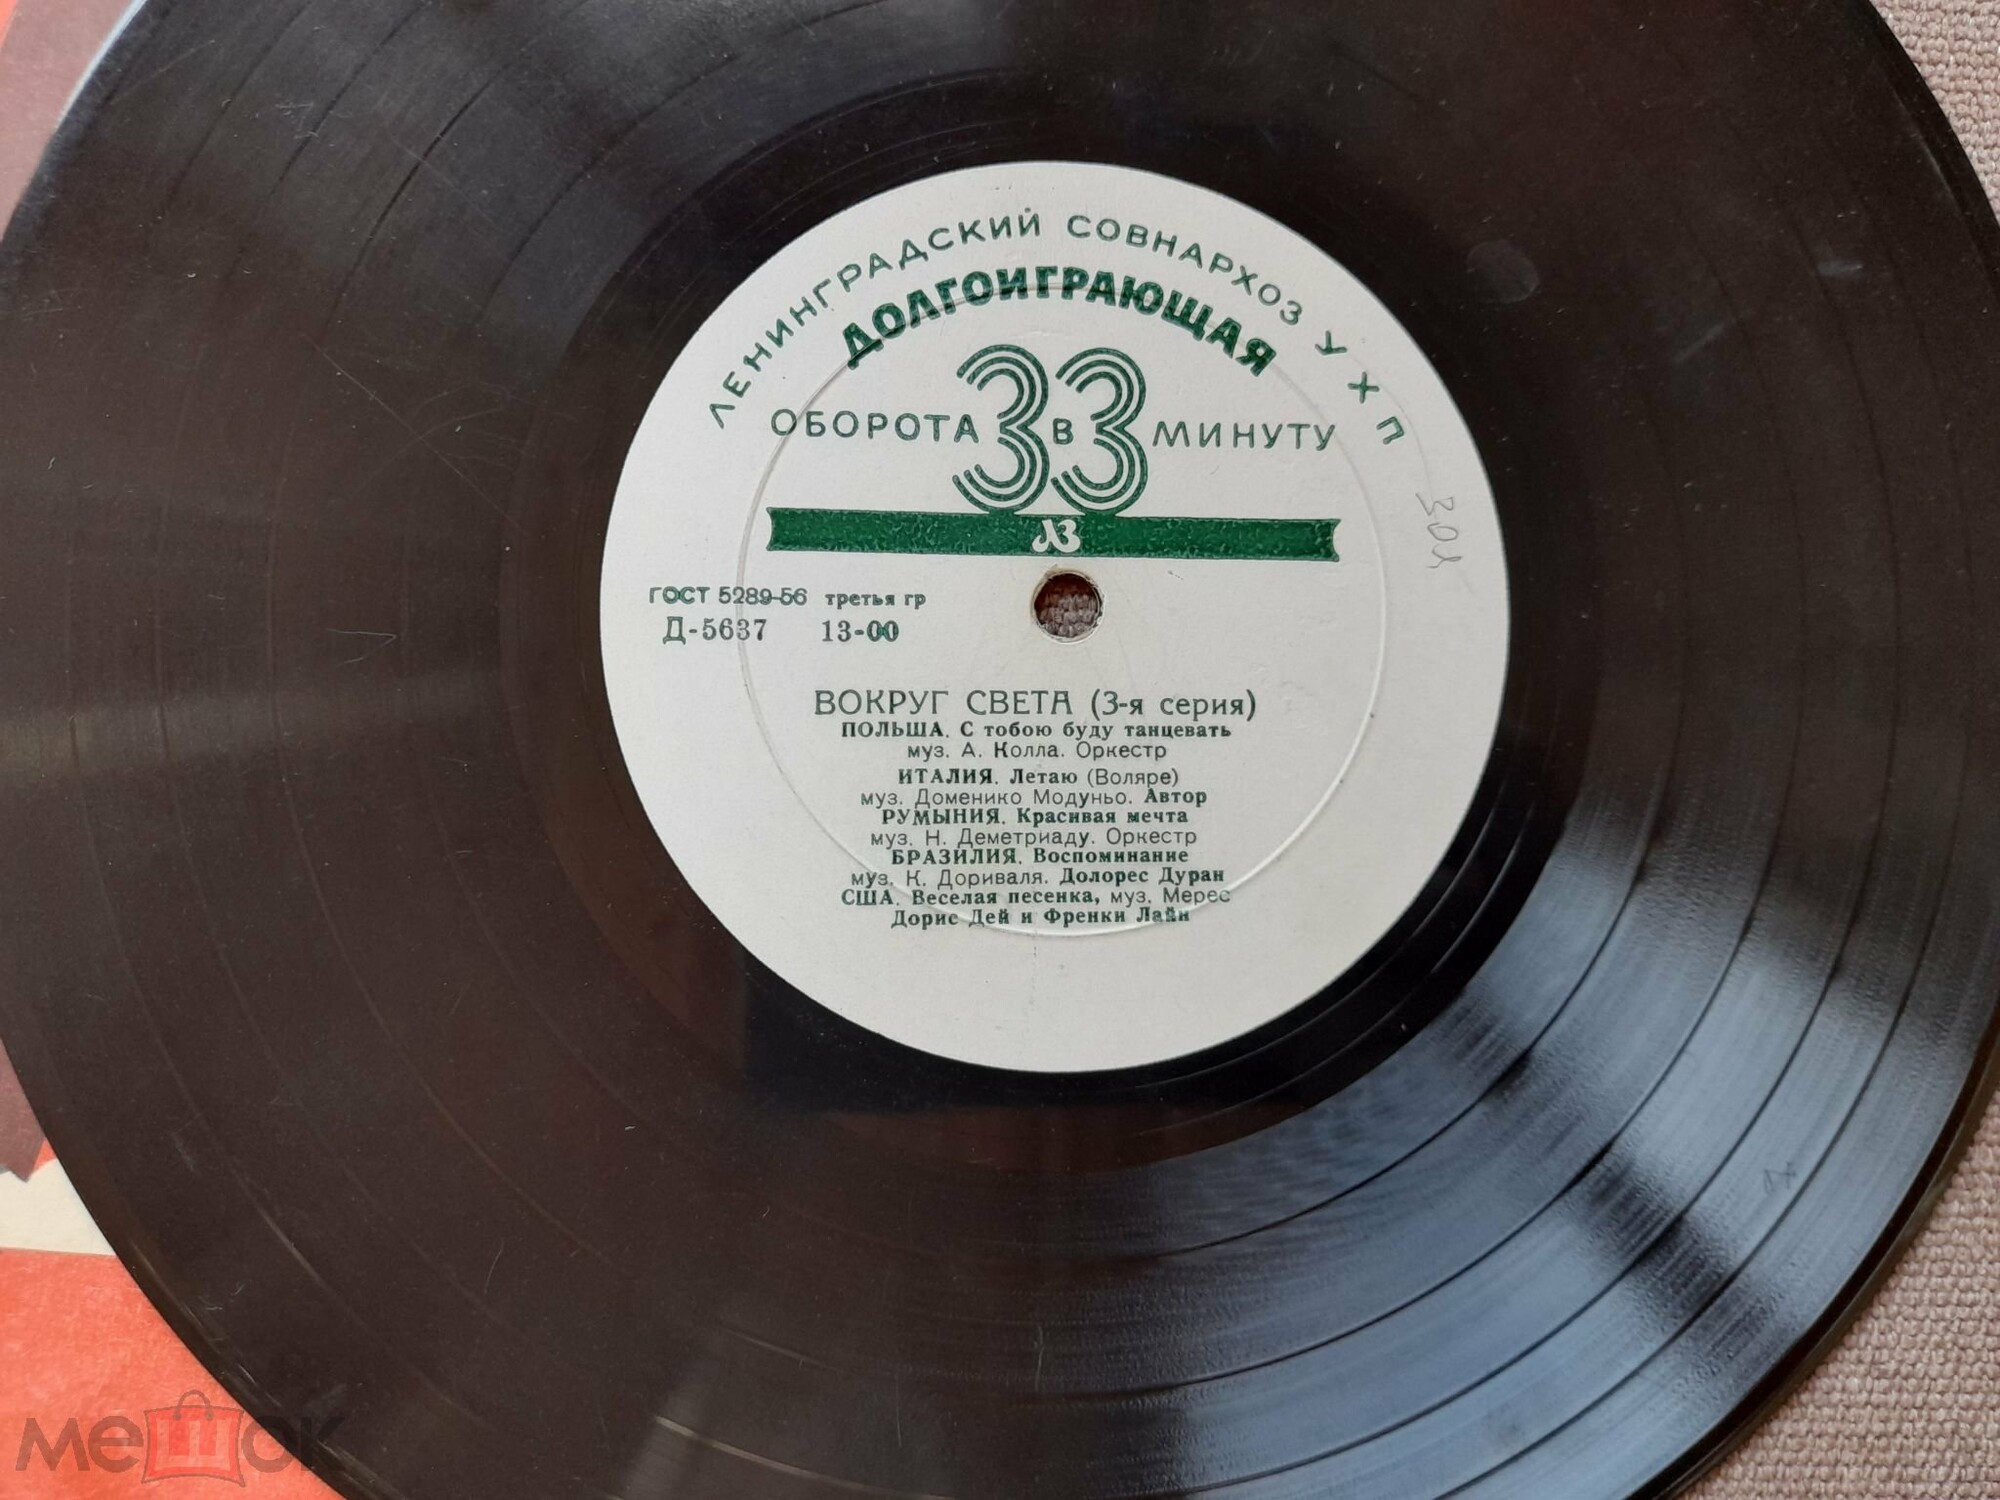 ЛЕНИНГРАДСКИЙ СОВНАРХОЗ УХП
ДОЛГОИГРАЮЩАЯ
33
ОБОРОТА В МИНУТУ
ЛЗ
ГОСТ 5289-56 третья гр
Д-5637 13-00
ВОКРУГ СВЕТА (3-я серия)
ПОЛЬША. С тобою буду танцевать
муз. А. Колла. Оркестр
ИТАЛИЯ. Летаю (Воляре)
муз. Доменико Модуньо. Автор
РУМЫНИЯ. Красивая мечта
муз. Н. Деметриаду. Оркестр
БРАЗИЛИЯ. Воспоминание
муз. К. Дориваля. Долорес Дуран
США. Веселая песенка, муз. Мерес
Дорис Дей и Френки Лайн
мешок